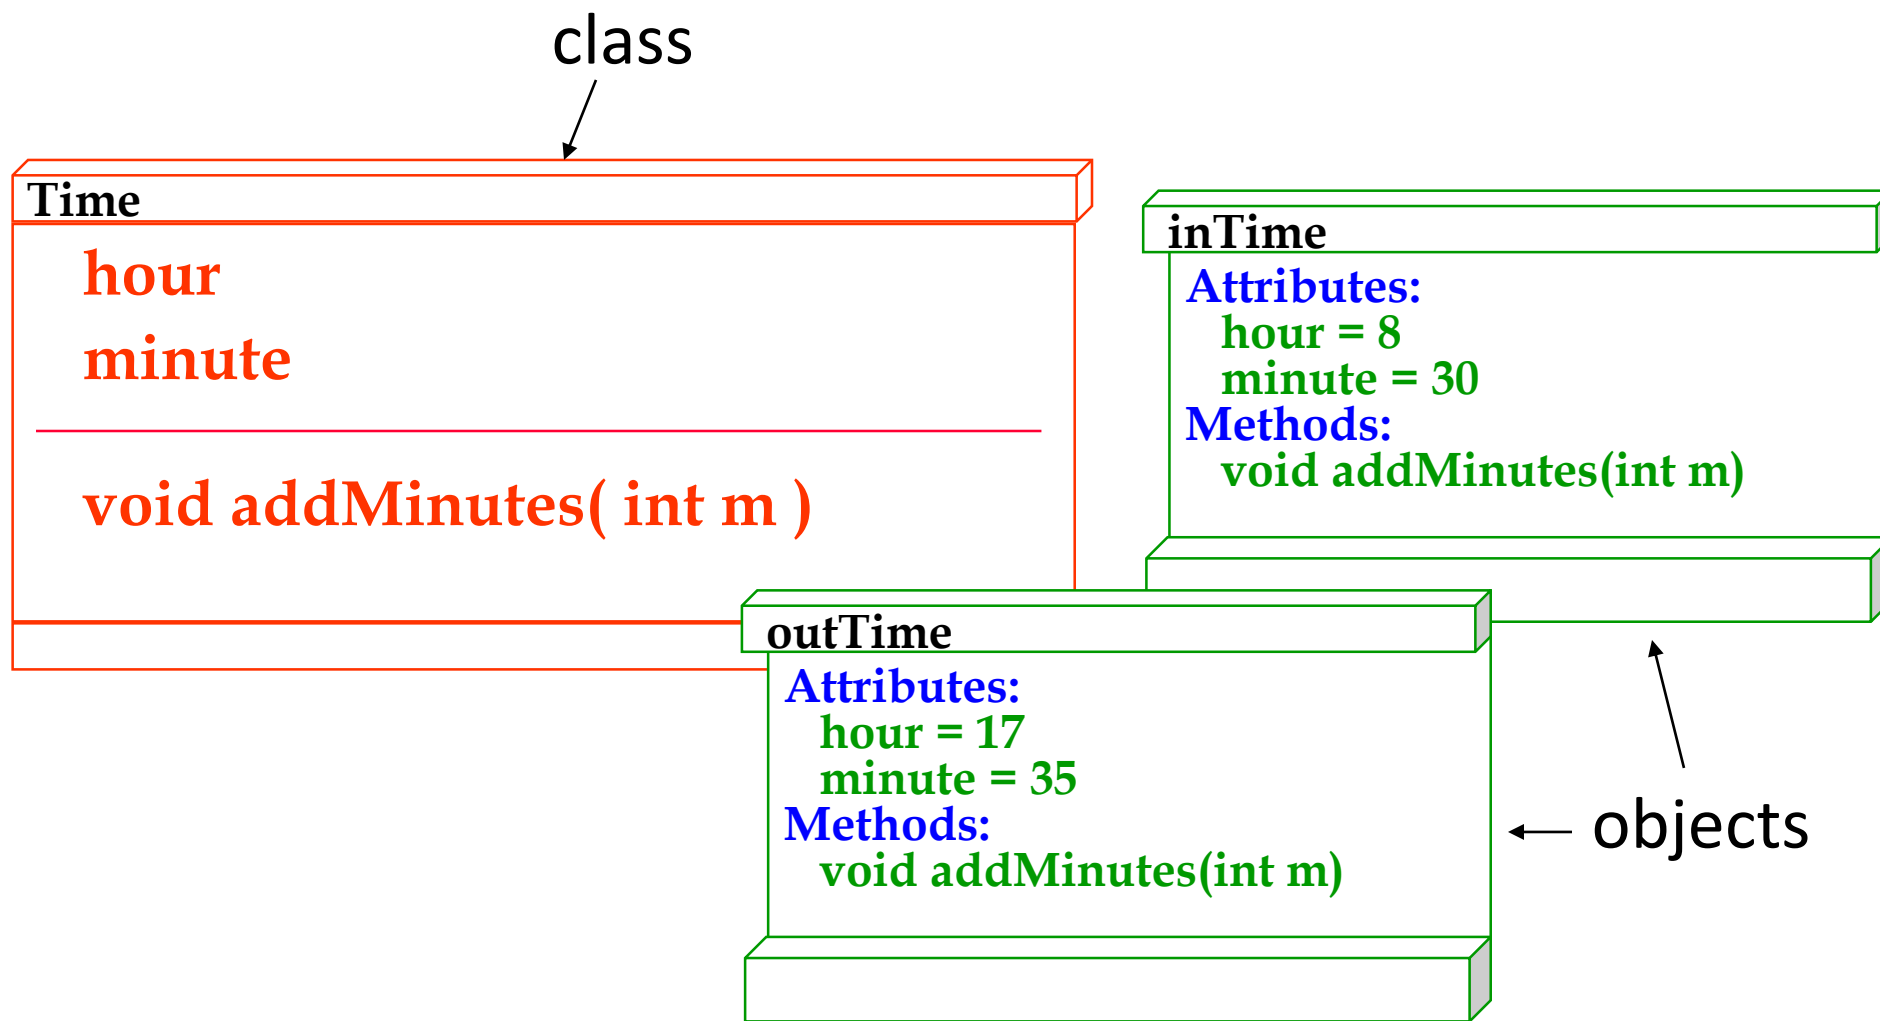 class
Time
hour
minute
void addMinutes( int m )
inTime
Attributes:
hour = 8
minute = 30
Methods:
void addMinutes(int m)
outTime
Attributes:
hour = 17
minute = 35
Methods:
void addMinutes(int m)
objects